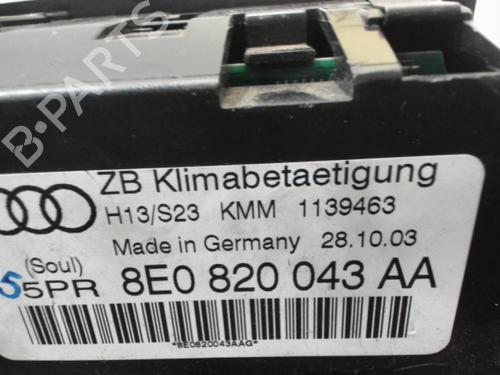 B-PARTS
ZB Klimabetaetigung
H13/S23 KMM 1139463
Made in Germany 28.10.03
(Soul)
5 5PR 8E0 820 043 AA
*8E0820043AAG*